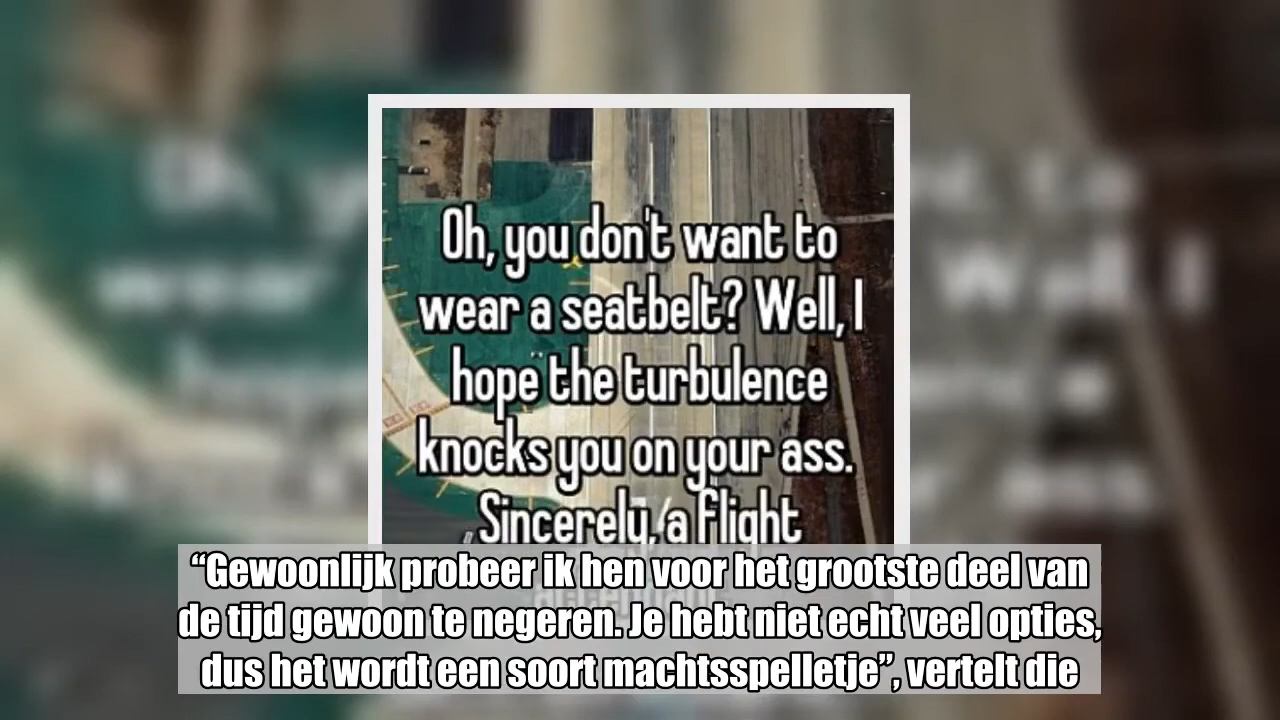 Oh, you don't want to
wear a seatbelt? Well, I
hope the turbulence
knocks you on your ass.
Sincerely, a flight
“Gewoonlijk probeer ik hen voor het grootste deel van
de tijd gewoon te negeren. Je hebt niet echt veel opties,
dus het wordt een soort machtsspelletje”, vertelt die